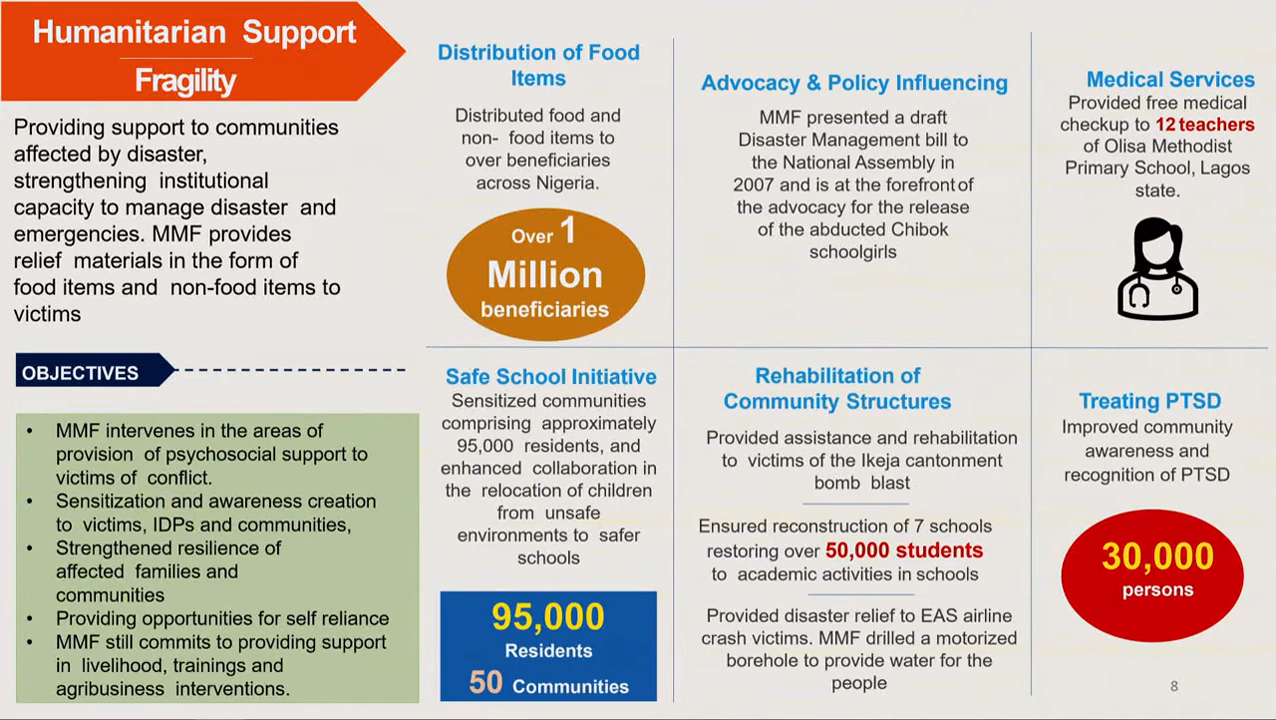 Humanitarian Support
Fragility
Providing support to communities
affected by disaster,
strengthening institutional
capacity to manage disaster and
emergencies. MMF provides
relief materials in the form of
food items and non-food items to
victims
OBJECTIVES
• MMF intervenes in the areas of
provision of psychosocial support to
victims of conflict.
• Sensitization and awareness creation
to victims, IDPs and communities,
• Strengthened resilience of
affected families and
communities
• Providing opportunities for self reliance
• MMF still commits to providing support
in livelihood, trainings and
agribusiness interventions.
Distribution of Food
Items
Distributed food and
non- food items to
over beneficiaries
across Nigeria.
Over 1
Million
beneficiaries
Advocacy & Policy Influencing
MMF presented a draft
Disaster Management bill to
the National Assembly in
2007 and is at the forefront of
the advocacy for the release
of the abducted Chibok
schoolgirls
Medical Services
Provided free medical
checkup to 12 teachers
of Olisa Methodist
Primary School, Lagos
state.
Safe School Initiative
Sensitized communities
comprising approximately
95,000 residents, and
enhanced collaboration in
the relocation of children
from unsafe
environments to safer
schools
95,000
Residents
50 Communities
Rehabilitation of
Community Structures
Provided assistance and rehabilitation
to victims of the Ikeja cantonment
bomb blast
Ensured reconstruction of 7 schools
restoring over 50,000 students
to academic activities in schools
Provided disaster relief to EAS airline
crash victims. MMF drilled a motorized
borehole to provide water for the
people
Treating PTSD
Improved community
awareness and
recognition of PTSD
30,000
persons
8